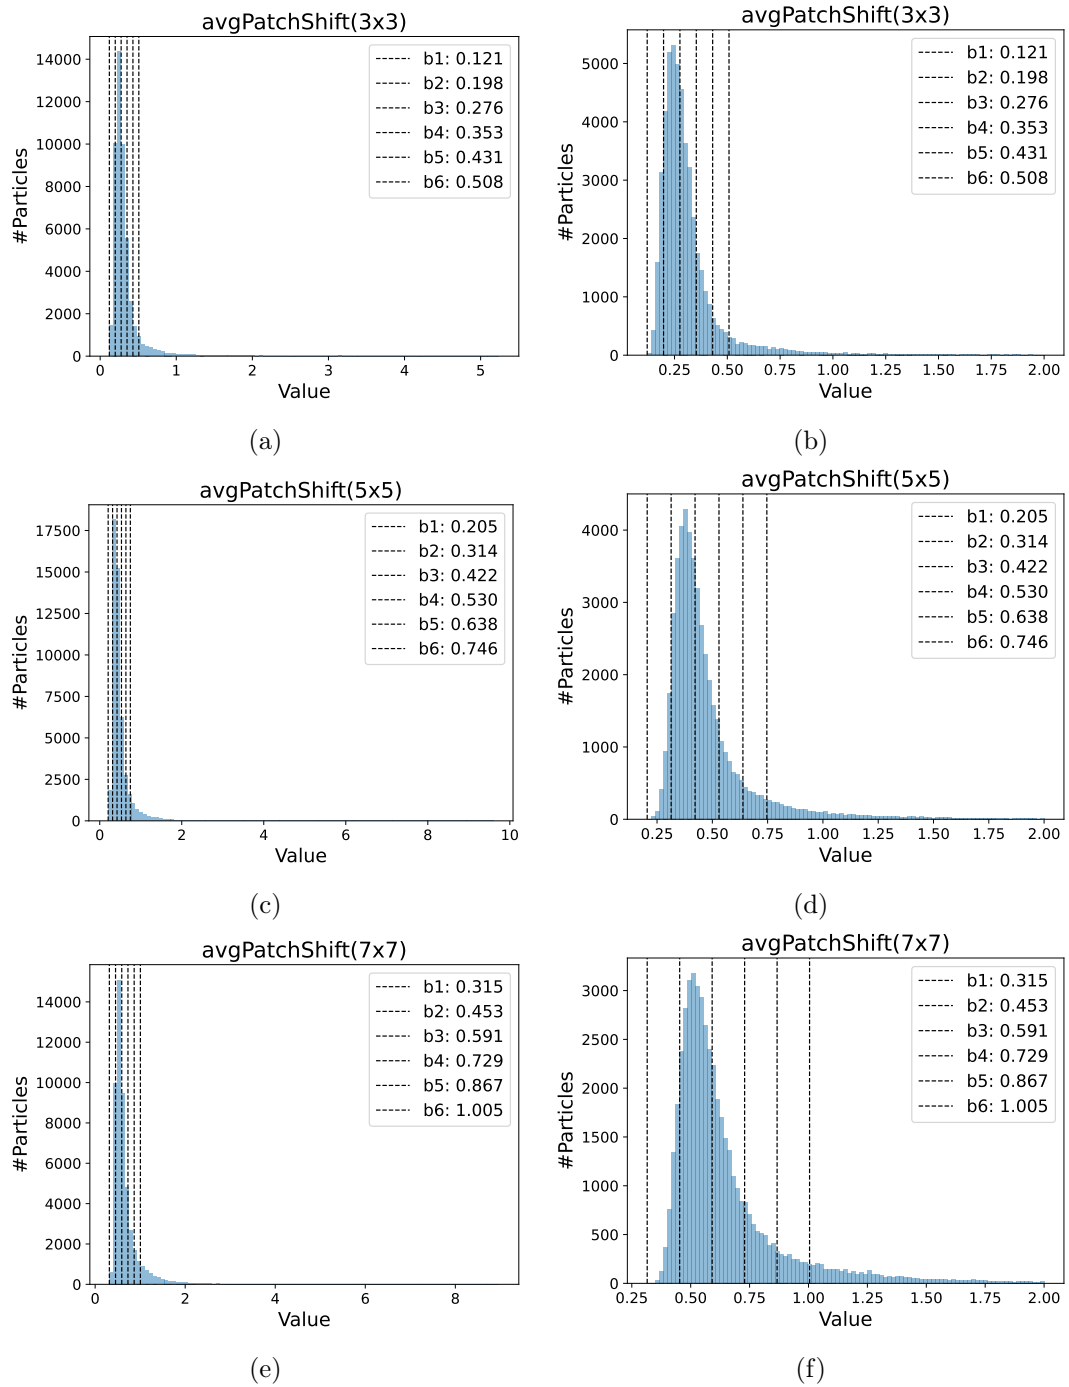 avgPatchShift(3x3)
14000
12000
10000
8000
6000
4000
2000
0
#Particles
0 1 2 3 4 5
Value
b1: 0.121
b2: 0.198
b3: 0.276
b4: 0.353
b5: 0.431
b6: 0.508
(a)
avgPatchShift(3x3)
5000
4000
3000
2000
1000
0
#Particles
0.25 0.50 0.75 1.00 1.25 1.50 1.75 2.00
Value
b1: 0.121
b2: 0.198
b3: 0.276
b4: 0.353
b5: 0.431
b6: 0.508
(b)
avgPatchShift(5x5)
17500
15000
12500
10000
7500
5000
2500
0
#Particles
0 2 4 6 8 10
Value
b1: 0.205
b2: 0.314
b3: 0.422
b4: 0.530
b5: 0.638
b6: 0.746
(c)
avgPatchShift(5x5)
4000
3000
2000
1000
0
#Particles
0.25 0.50 0.75 1.00 1.25 1.50 1.75 2.00
Value
b1: 0.205
b2: 0.314
b3: 0.422
b4: 0.530
b5: 0.638
b6: 0.746
(d)
avgPatchShift(7x7)
14000
12000
10000
8000
6000
4000
2000
0
#Particles
0 2 4 6 8
Value
b1: 0.315
b2: 0.453
b3: 0.591
b4: 0.729
b5: 0.867
b6: 1.005
(e)
avgPatchShift(7x7)
3000
2500
2000
1500
1000
500
0
#Particles
0.25 0.50 0.75 1.00 1.25 1.50 1.75 2.00
Value
b1: 0.315
b2: 0.453
b3: 0.591
b4: 0.729
b5: 0.867
b6: 1.005
(f)